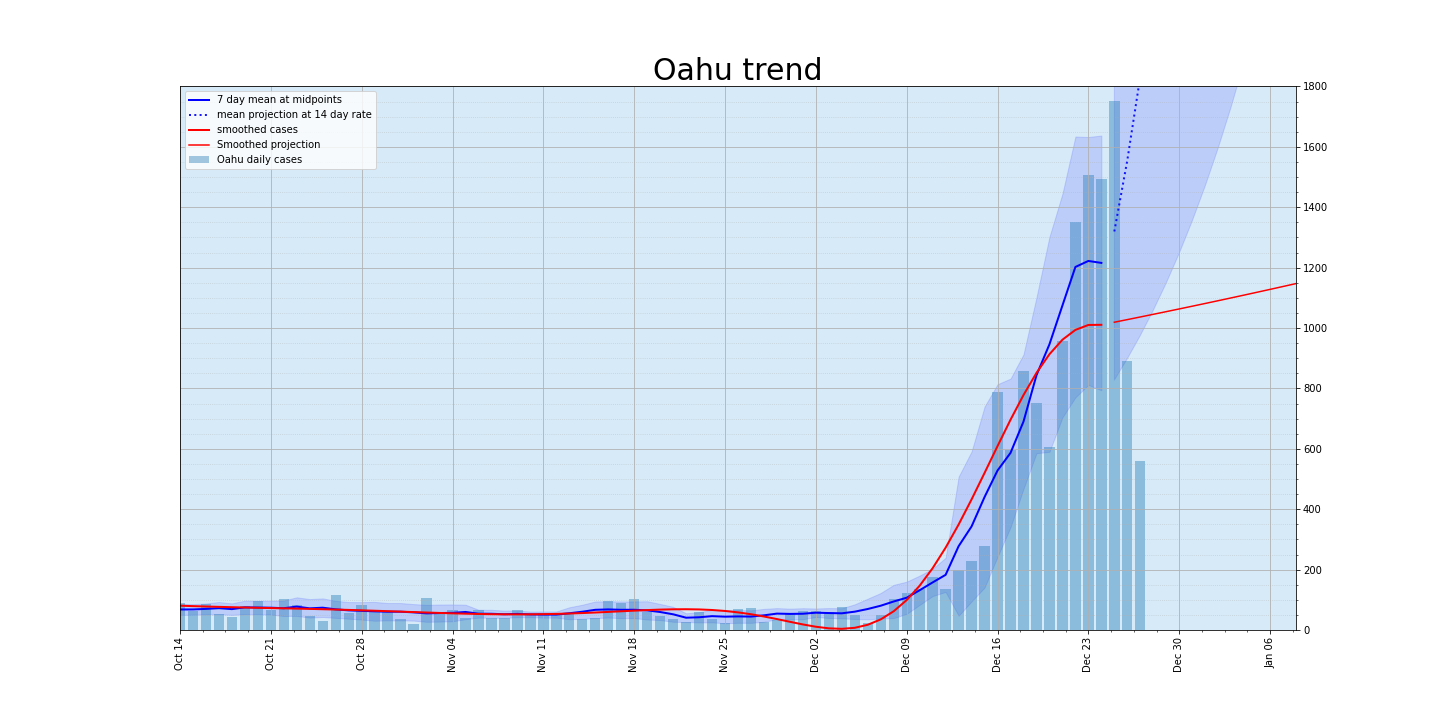 Oahu trend
7 day mean at midpoints
mean projection at 14 day rate
smoothed cases
Smoothed projection
Oahu daily cases
1800
1600
1400
1200
1000
800
600
400
200
0
Oct 14
Oct 21
Oct 28
Nov 04
Nov 11
Nov 18
Nov 25
Dec 02
Dec 09
Dec 16
Dec 23
Dec 30
Jan 06